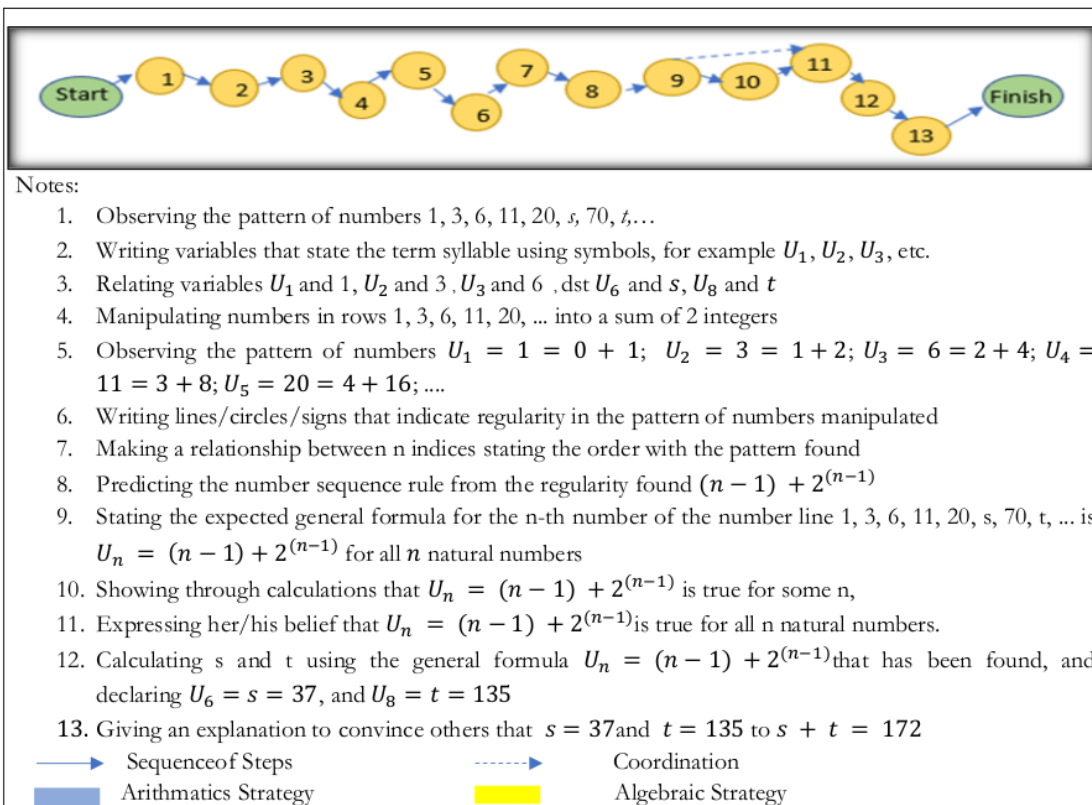 Start
1
2
3
4
5
6
7
8
9
10
11
12
13
Finish
Notes:
1. Observing the pattern of numbers 1, 3, 6, 11, 20, s, 70, t,…
2. Writing variables that state the term syllable using symbols, for example U₁, U₂, U₃, etc.
3. Relating variables U₁ and 1, U₂ and 3 , U₃ and 6 , dst U₆ and s, U₈ and t
4. Manipulating numbers in rows 1, 3, 6, 11, 20, ... into a sum of 2 integers
5. Observing the pattern of numbers U₁ = 1 = 0 + 1; U₂ = 3 = 1 + 2; U₃ = 6 = 2 + 4; U₄ =
11 = 3 + 8; U₅ = 20 = 4 + 16; ....
6. Writing lines/circles/signs that indicate regularity in the pattern of numbers manipulated
7. Making a relationship between n indices stating the order with the pattern found
8. Predicting the number sequence rule from the regularity found (n − 1) + 2^(n−1)
9. Stating the expected general formula for the n-th number of the number line 1, 3, 6, 11, 20, s, 70, t, ... is
Uₙ = (n − 1) + 2^(n−1) for all n natural numbers
10. Showing through calculations that Uₙ = (n − 1) + 2^(n−1) is true for some n,
11. Expressing her/his belief that Uₙ = (n − 1) + 2^(n−1)is true for all n natural numbers.
12. Calculating s and t using the general formula Uₙ = (n − 1) + 2^(n−1)that has been found, and
declaring U₆ = s = 37, and U₈ = t = 135
13. Giving an explanation to convince others that s = 37and t = 135 to s + t = 172
Sequenceof Steps
Coordination
Arithmatics Strategy
Algebraic Strategy